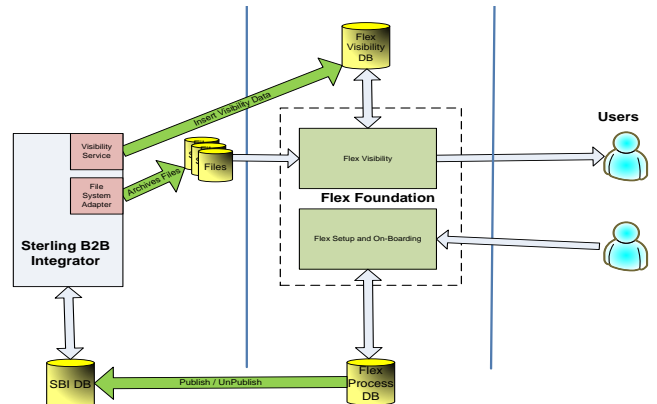 Flex
Visibility
DB
Insert Visibility Data
Users
Visibility
Service
File
System
Adapter
Archives Files
Files
Flex Visibility
Flex Foundation
Flex Setup and On-Boarding
Sterling B2B
Integrator
SBI DB
Publish / UnPublish
Flex
Process
DB